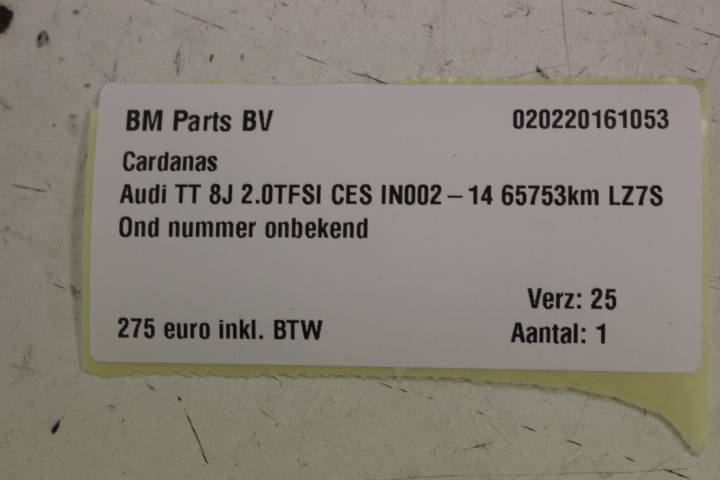 BM Parts BV 020220161053
Cardanas
Audi TT 8J 2.0TFSI CES IN002 – 14 65753km LZ7S
Ond nummer onbekend
Verz: 25
275 euro inkl. BTW Aantal: 1